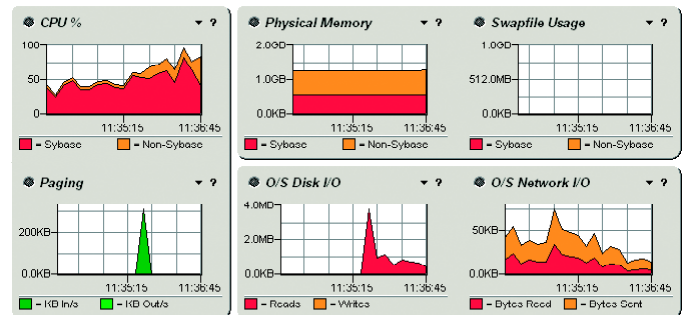 CPU %
?
100
50
0
11:35:15 11:36:45
= Sybase = Non-Sybase
Physical Memory
?
2.0GB
1.0GB
0.0KB
11:35:15 11:36:45
= Sybase = Non-Sybase
Swapfile Usage
?
1.0GB
512.0MB
0.0KB
11:35:15 11:36:45
= Sybase = Non-Sybase
Paging
?
200KB
0.0KB
11:35:15 11:36:45
= KB In/s = KB Out/s
O/S Disk I/O
?
4.0MB
2.0MB
0.0KB
11:35:15 11:36:45
= Reads = Writes
O/S Network I/O
?
50KB
0.0KB
11:35:15 11:36:45
= Bytes Rced = Bytes Sent